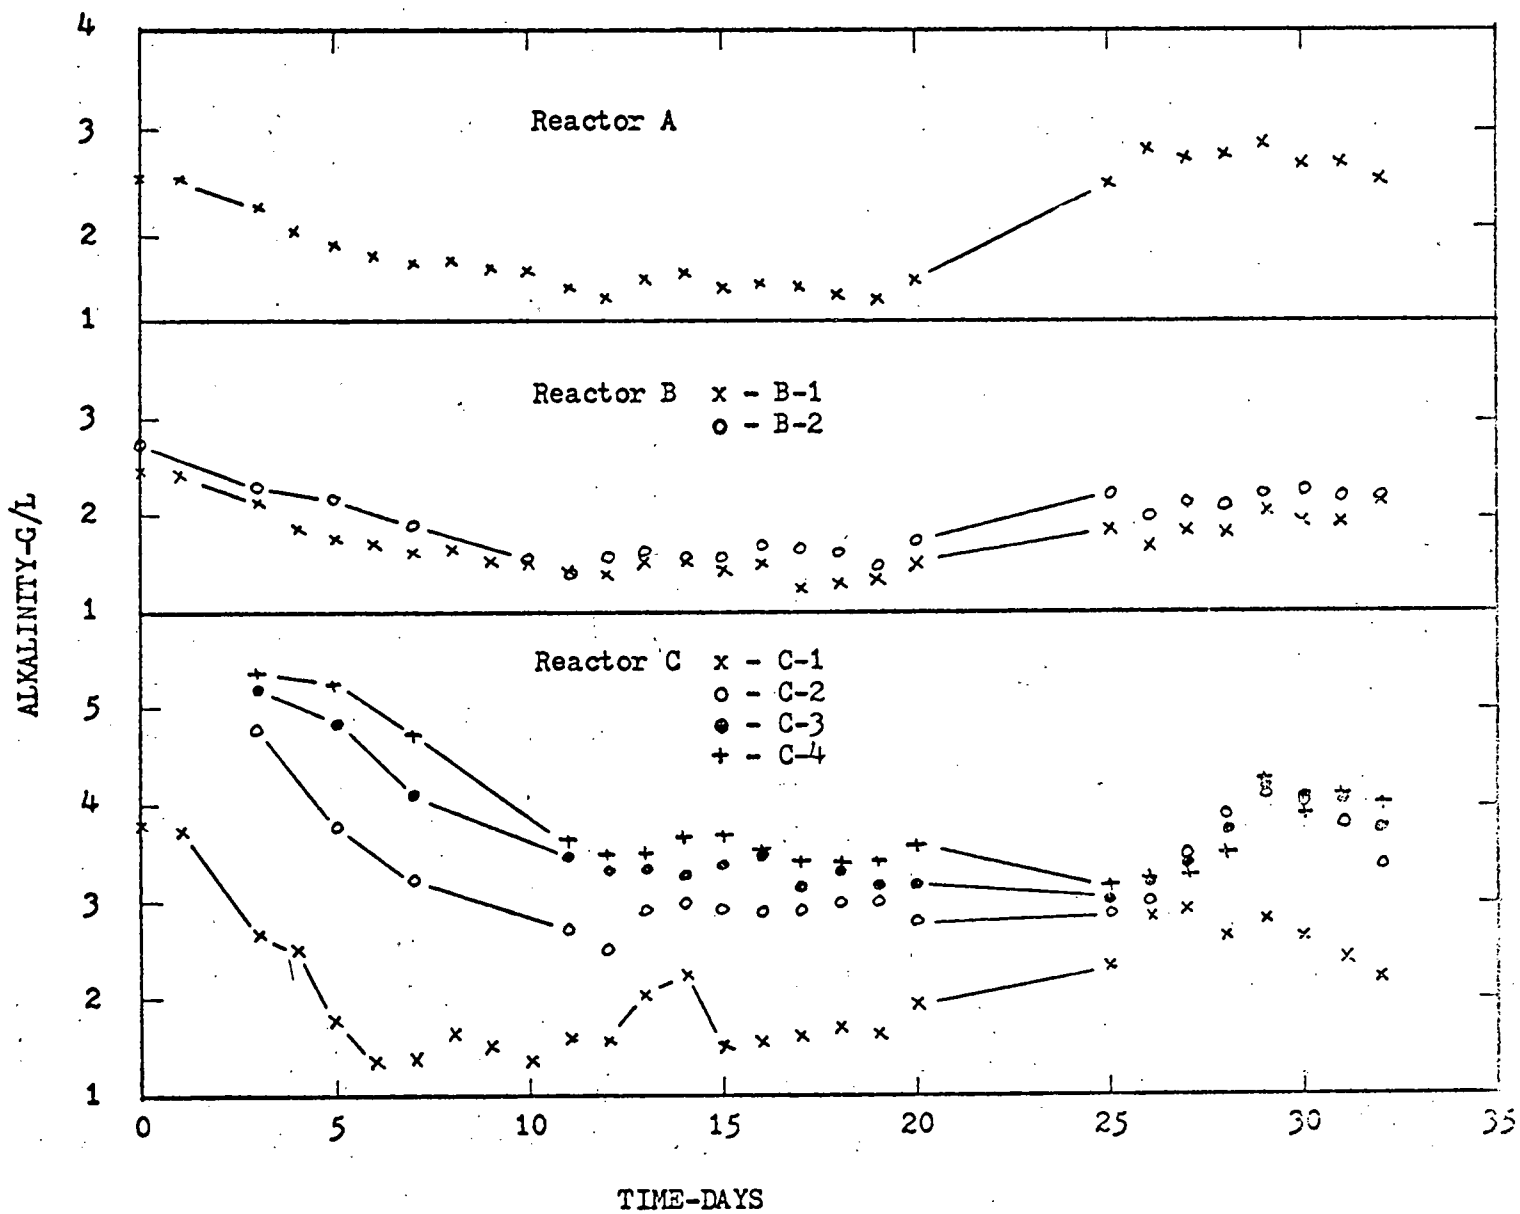 4
3
2
1
Reactor A
3
2
1
Reactor B x - B-1
o - B-2
ALKALINITY-G/L
5
4
3
2
1
Reactor C x - C-1
o - C-2
● - C-3
+ - C-4
0 5 10 15 20 25 30 35
TIME-DAYS